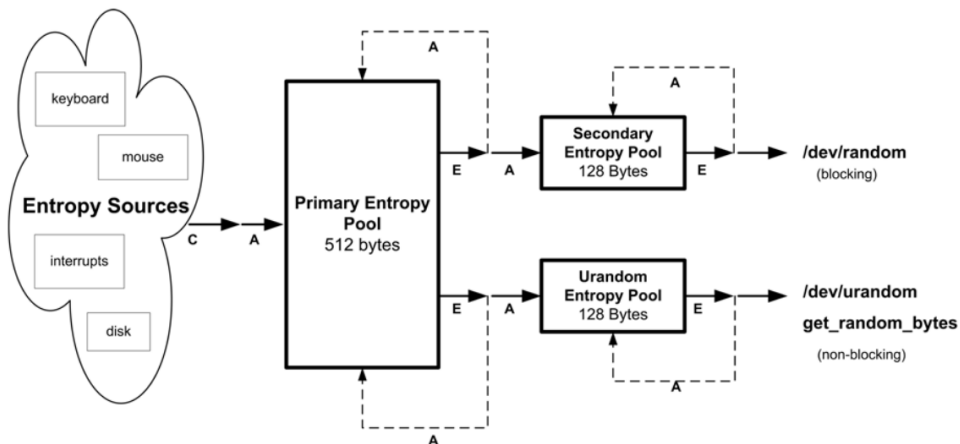 keyboard
mouse
Entropy Sources
interrupts
disk
C
A
Primary Entropy
Pool
512 bytes
A
E
A
Secondary
Entropy Pool
128 Bytes
A
E
/dev/random
(blocking)
E
A
A
Urandom
Entropy Pool
128 Bytes
E
A
/dev/urandom
get_random_bytes
(non-blocking)